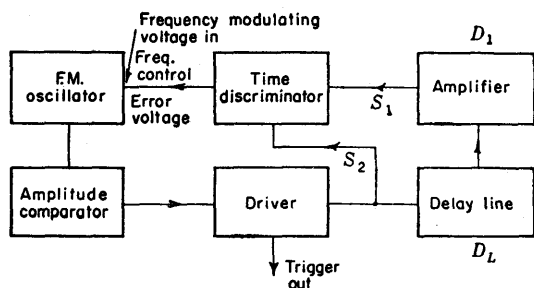 Frequency modulating
voltage in
D₁
F.M.
oscillator
Freq.
control
Error
voltage
Time
discriminator
S₁
Amplifier
S₂
Amplitude
comparator
Driver
Delay line
Trigger
out
D_L